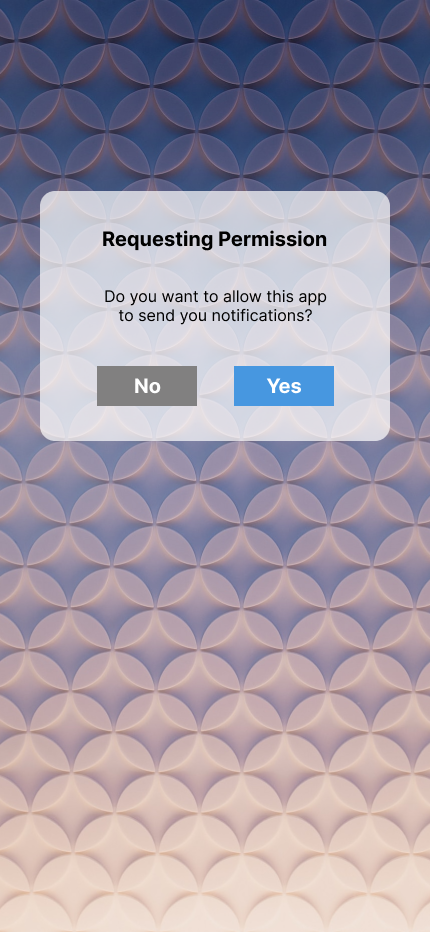 Requesting Permission
Do you want to allow this app
to send you notifications?
No
Yes